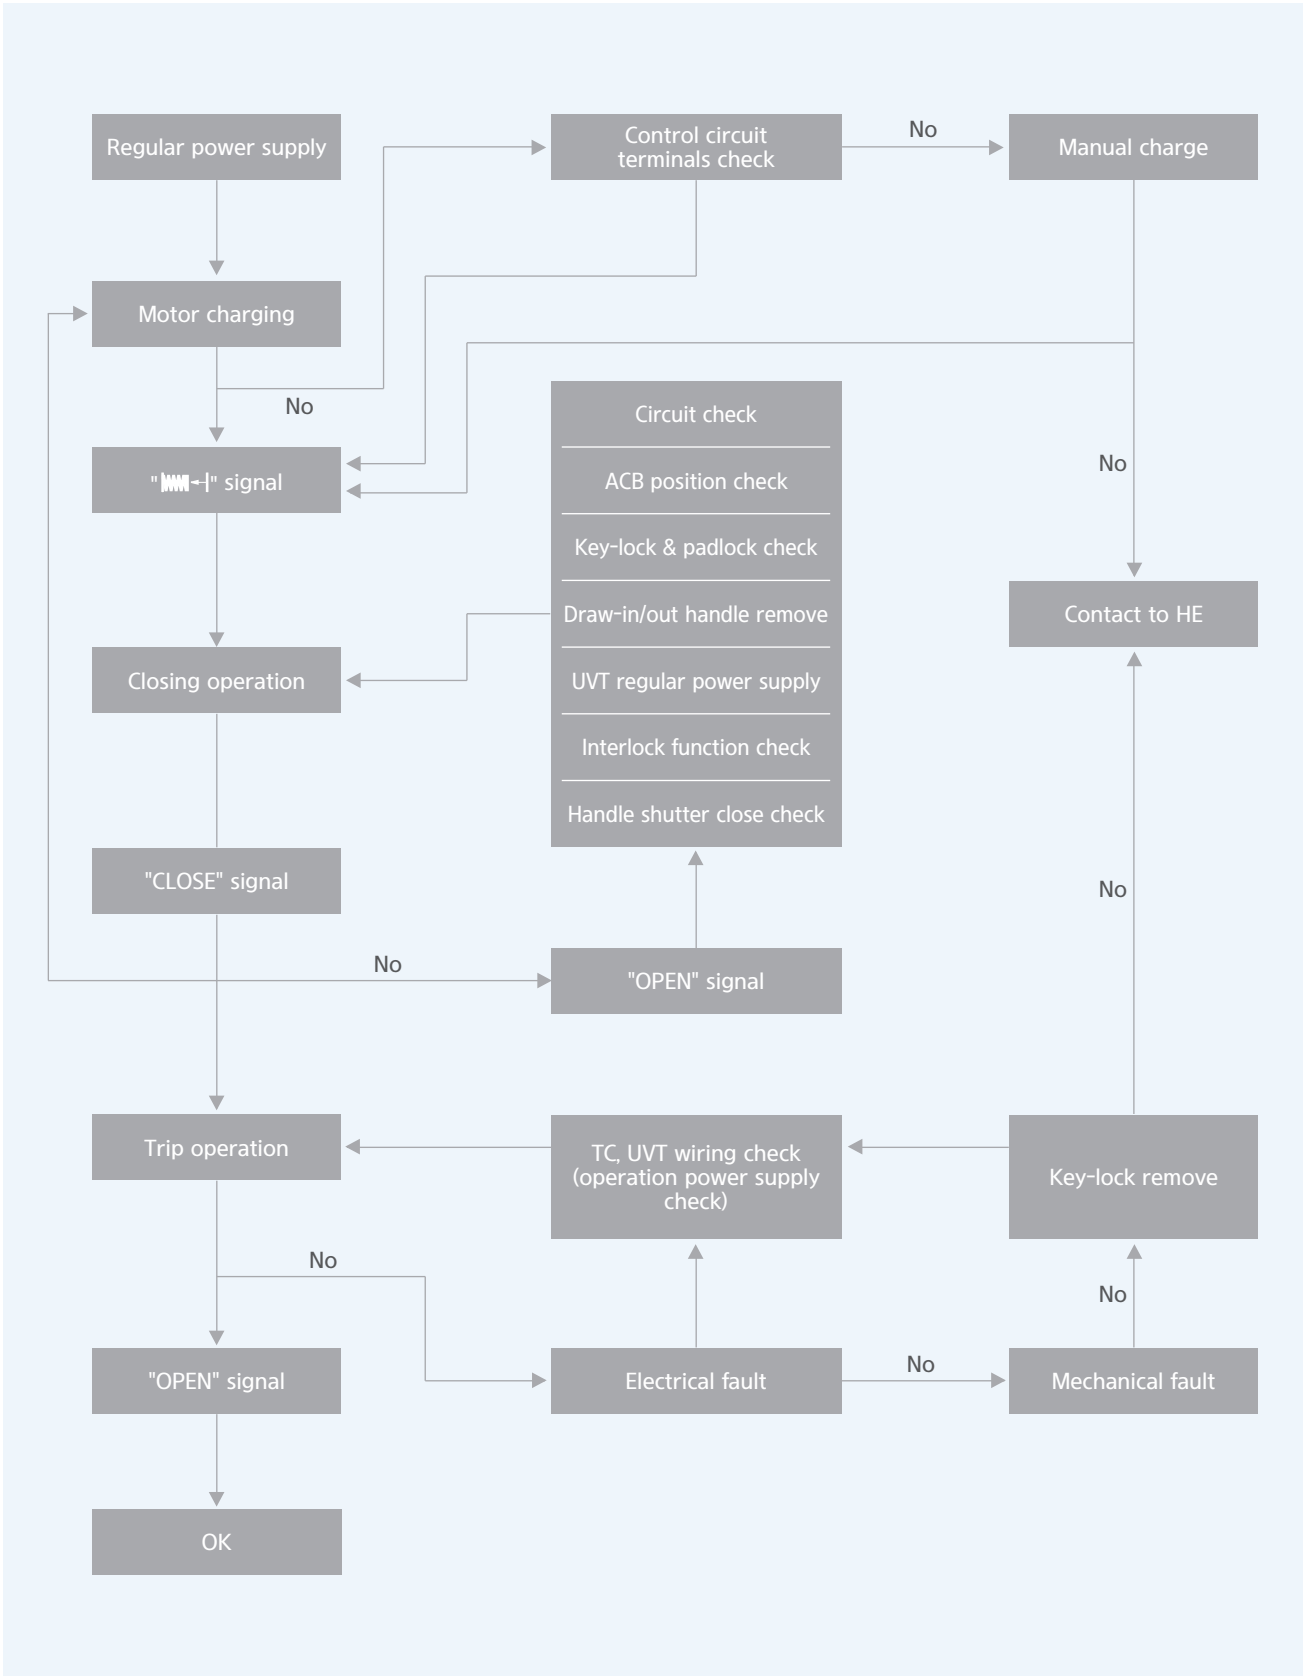 Regular power supply
Control circuit
terminals check
No
Manual charge
Motor charging
No
" " signal
Circuit check
ACB position check
Key-lock & padlock check
Draw-in/out handle remove
UVT regular power supply
Interlock function check
Handle shutter close check
No
Contact to HE
Closing operation
"CLOSE" signal
No
No
"OPEN" signal
Trip operation
TC, UVT wiring check
(operation power supply
check)
Key-lock remove
No
No
"OPEN" signal
Electrical fault
No
Mechanical fault
OK